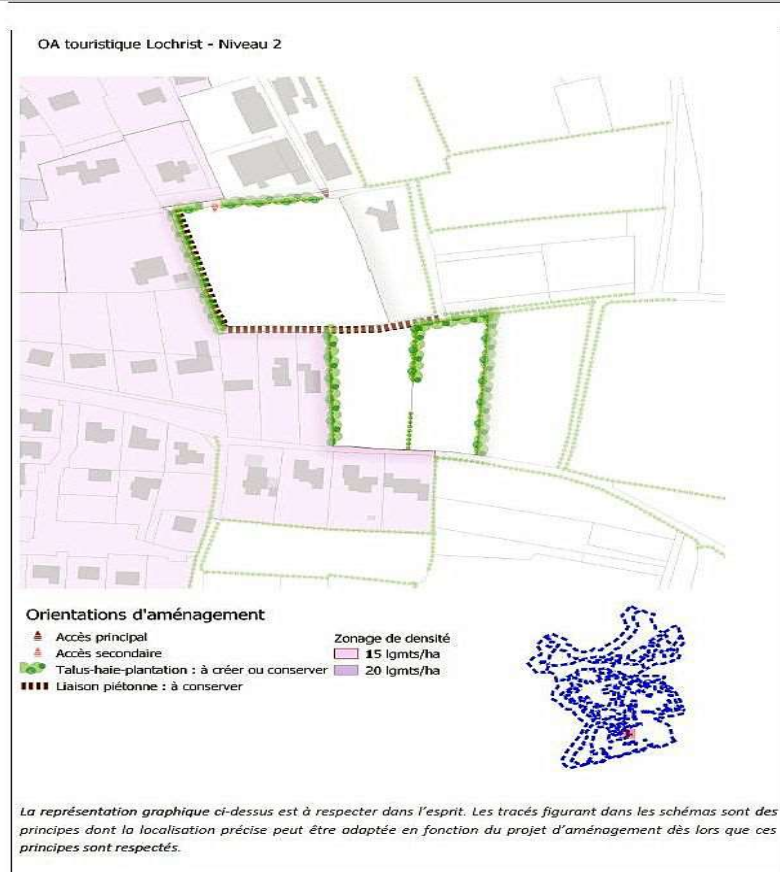 OA touristique Lochrist - Niveau 2
Orientations d'aménagement
Accès principal
Accès secondaire
Talus-haie-plantation : à créer ou conserver
Liaison piétonne : à conserver
Zonage de densité
15 lgmts/ha
20 lgmts/ha
La représentation graphique ci-dessus est à respecter dans l'esprit. Les tracés figurant dans les schémas sont des
principes dont la localisation précise peut être adaptée en fonction du projet d'aménagement dès lors que ces
principes sont respectés.